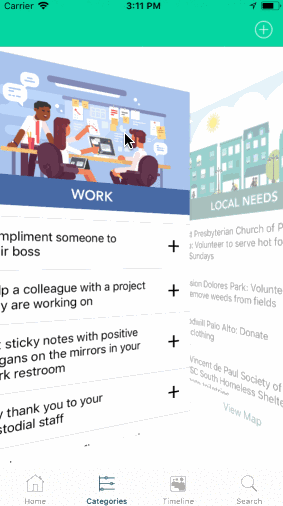 Carrier
3:11 PM
WORK
mpliment someone to
ir boss
p a colleague with a project
y are working on
sticky notes with positive
gans on the mirrors in your
rk restroom
y thank you to your
todial staff
LOCAL NEEDS
Presbyterian Church of P
: Volunteer to serve hot fo
Sundays
sion Dolores Park: Volunte
emove weeds from fields
dwill Palo Alto: Donate
clothing
Vincent de Paul Society of
SC South Homeless Shelte
View Map
Home
Categories
Timeline
Search